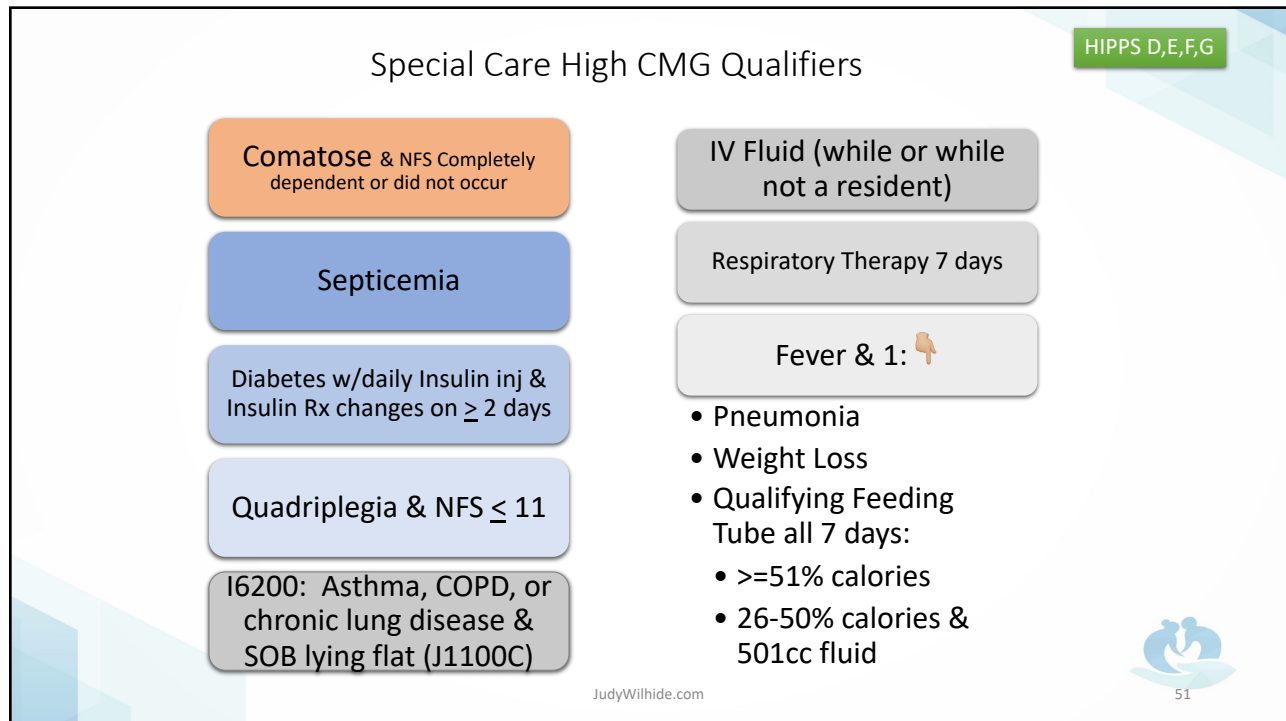 Special Care High CMG Qualifiers
HIPPS D,E,F,G
Comatose & NFS Completely
dependent or did not occur
Septicemia
Diabetes w/daily Insulin inj &
Insulin Rx changes on > 2 days
Quadriplegia & NFS < 11
I6200: Asthma, COPD, or
chronic lung disease &
SOB lying flat (J1100C)
IV Fluid (while or while
not a resident)
Respiratory Therapy 7 days
Fever & 1: 👇🏼
• Pneumonia
• Weight Loss
• Qualifying Feeding
Tube all 7 days:
• >=51% calories
• 26-50% calories &
501cc fluid
JudyWilhide.com
51